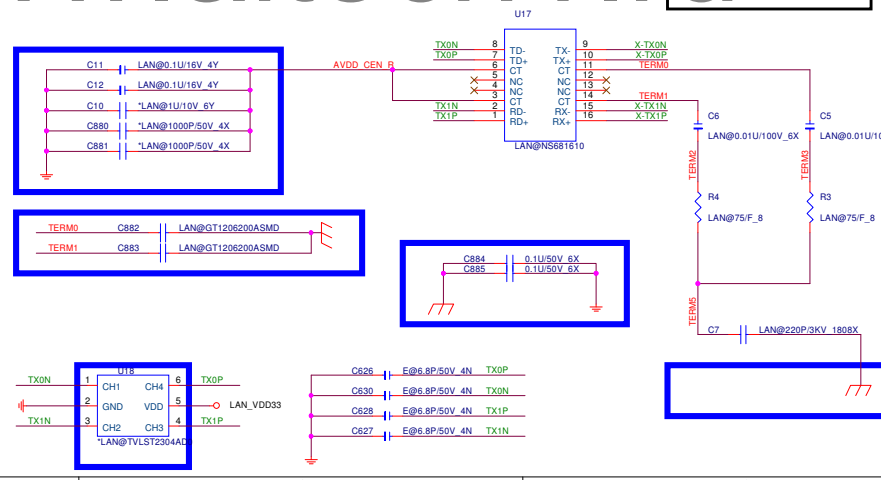 U17
TX0N 8 TD- TX- 9 X-TX0N
TX0P 7 TD+ TX+ 10 X-TX0P
AVDD_CEN_R 6 CT CT 11 TERM0
5 NC NC 12
4 NC NC 13
3 CT CT 14 TERM1
TX1N 2 RD- RX- 15 X-TX1N
TX1P 1 RD+ RX+ 16 X-TX1P
LAN@NS681610
C11 LAN@0.1U/16V_4Y
C12 LAN@0.1U/16V_4Y
C10 *LAN@1U/10V_6Y
C880 *LAN@1000P/50V_4X
C881 *LAN@1000P/50V_4X
C6 C5
LAN@0.01U/100V_6X LAN@0.01U/10
TERM2 TERM3
R4 R3
LAN@75/F_8 LAN@75/F_8
TERM0 C882 LAN@GT1206200ASMD
TERM1 C883 LAN@GT1206200ASMD
C884 0.1U/50V_6X
C885 0.1U/50V_6X
TERM5
C7 LAN@220P/3KV_1808X
U18
TX0N 1 CH1 CH4 6 TX0P
2 GND VDD 5 LAN_VDD33
TX1N 3 CH2 CH3 4 TX1P
*LAN@TVLST2304AD
C626 E@6.8P/50V_4N TX0P
C630 E@6.8P/50V_4N TX0N
C628 E@6.8P/50V_4N TX1P
C627 E@6.8P/50V_4N TX1N